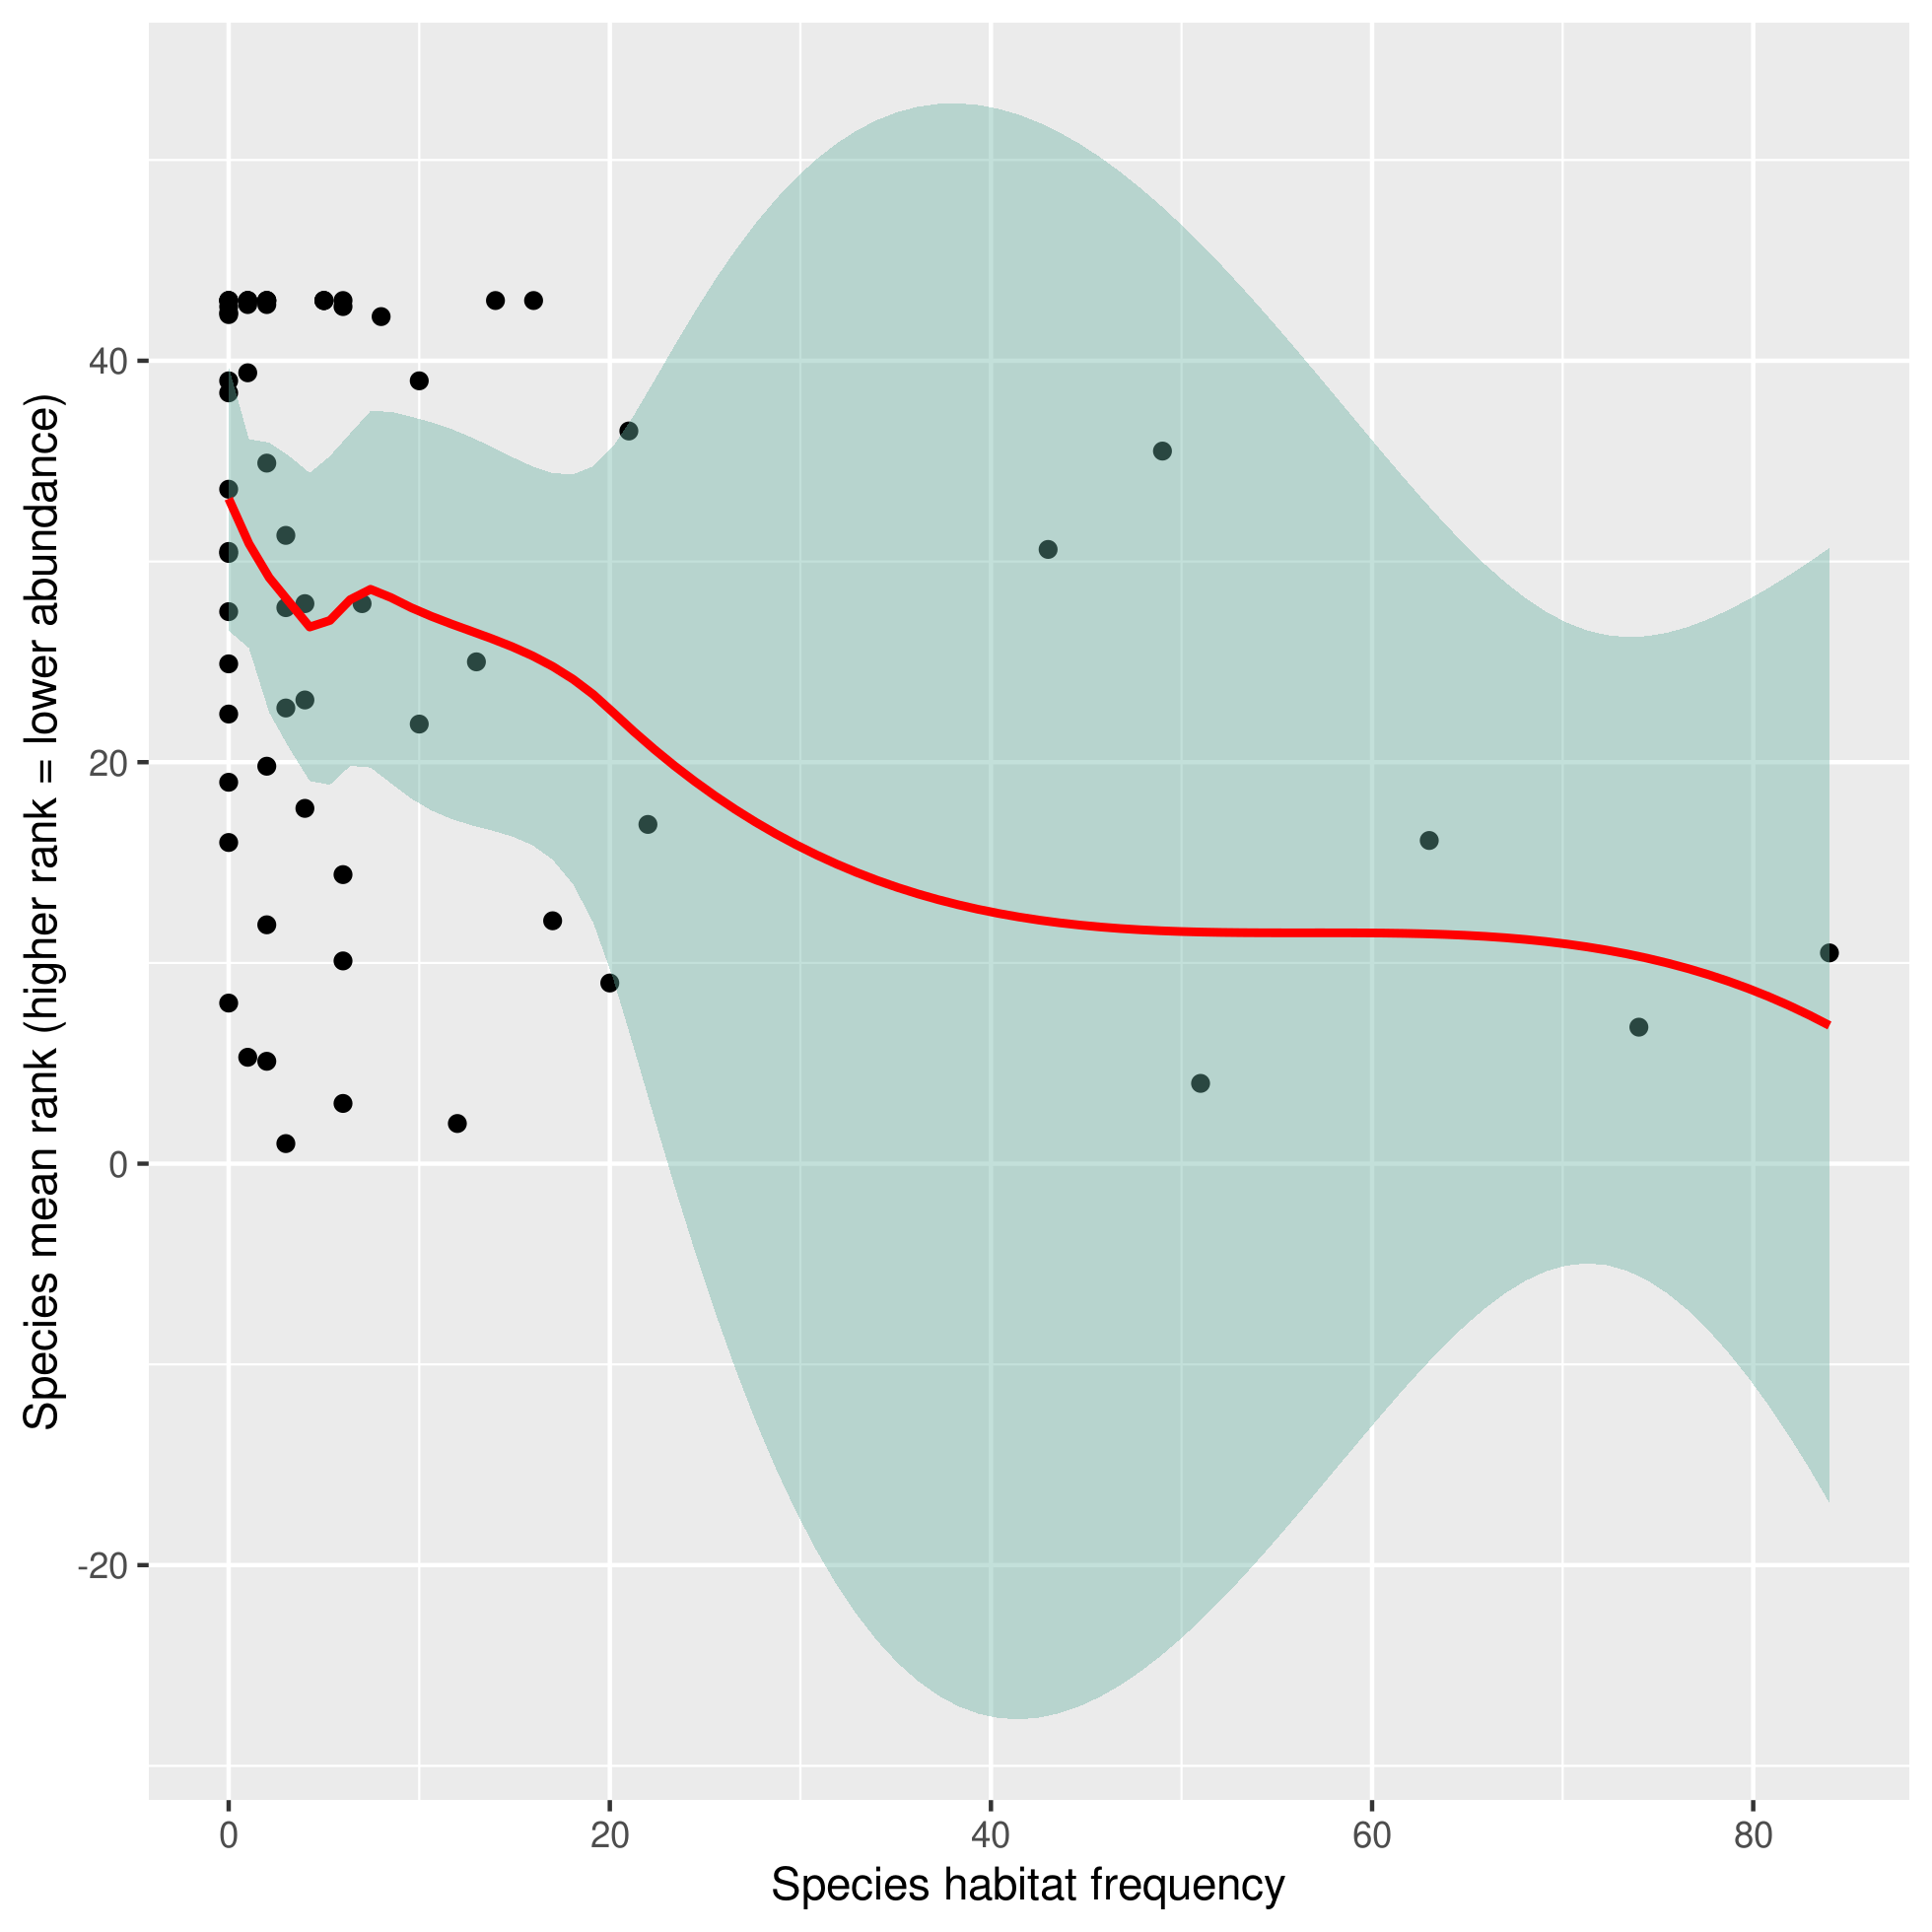 Species mean rank (higher rank = lower abundance)
40
20
0
-20
0 20 40 60 80
Species habitat frequency